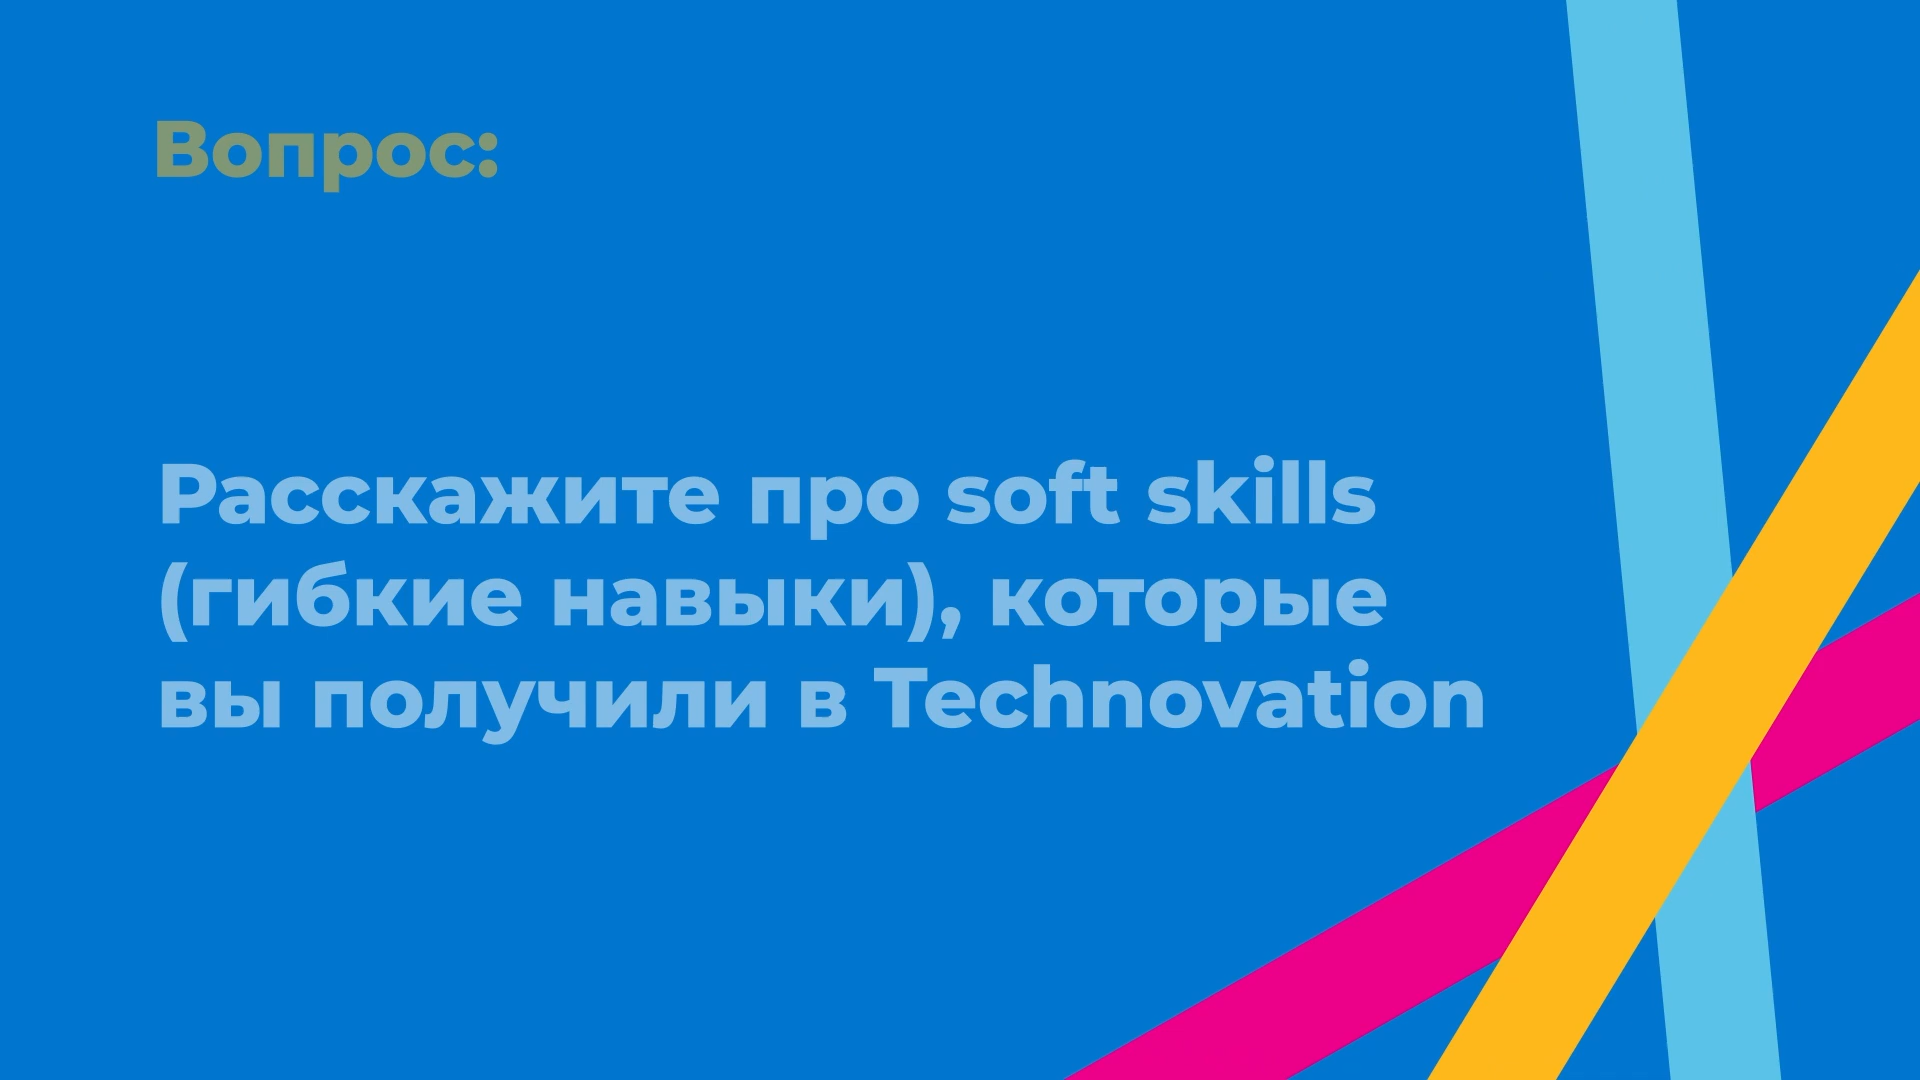 Вопрос:
Расскажите про soft skills
(гибкие навыки), которые
вы получили в Technovation